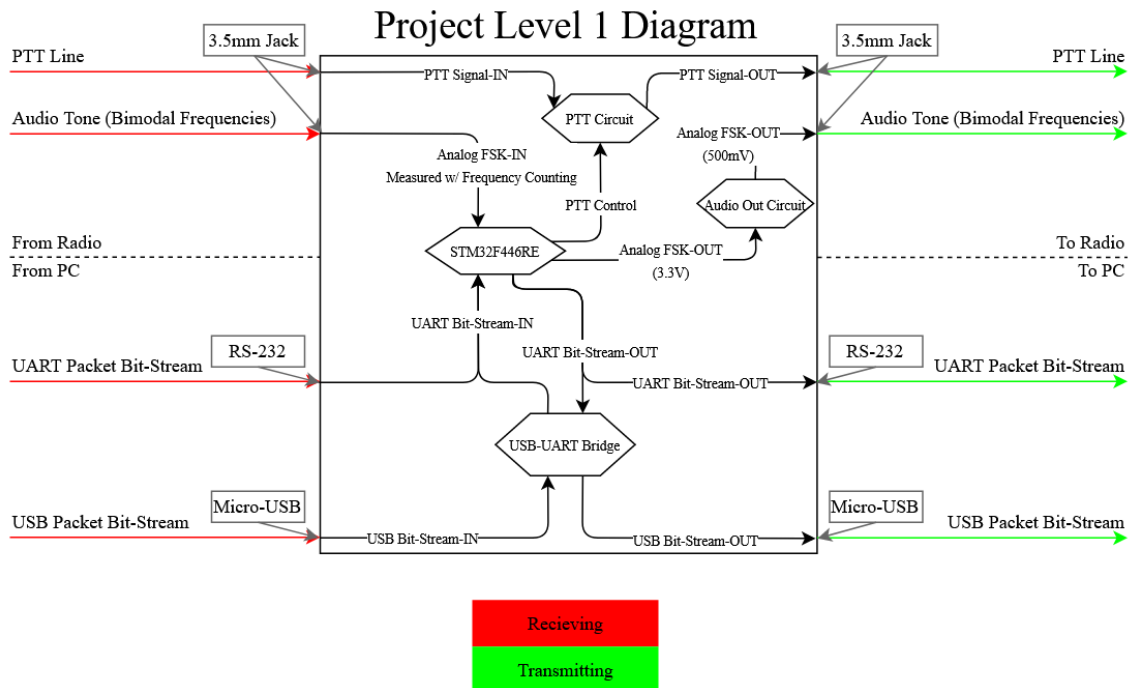 Project Level 1 Diagram
3.5mm Jack
3.5mm Jack
PTT Line
PTT Signal-IN
PTT Signal-OUT
PTT Line
Audio Tone (Bimodal Frequencies)
PTT Circuit
Analog FSK-OUT
(500mV)
Audio Tone (Bimodal Frequencies)
Analog FSK-IN
Measured w/ Frequency Counting
PTT Control
Audio Out Circuit
From Radio
STM32F446RE
Analog FSK-OUT
(3.3V)
To Radio
From PC
To PC
UART Bit-Stream-IN
RS-232
UART Bit-Stream-OUT
RS-232
UART Packet Bit-Stream
UART Bit-Stream-OUT
UART Packet Bit-Stream
USB-UART Bridge
Micro-USB
Micro-USB
USB Packet Bit-Stream
USB Bit-Stream-IN
USB Bit-Stream-OUT
USB Packet Bit-Stream
Recieving
Transmitting